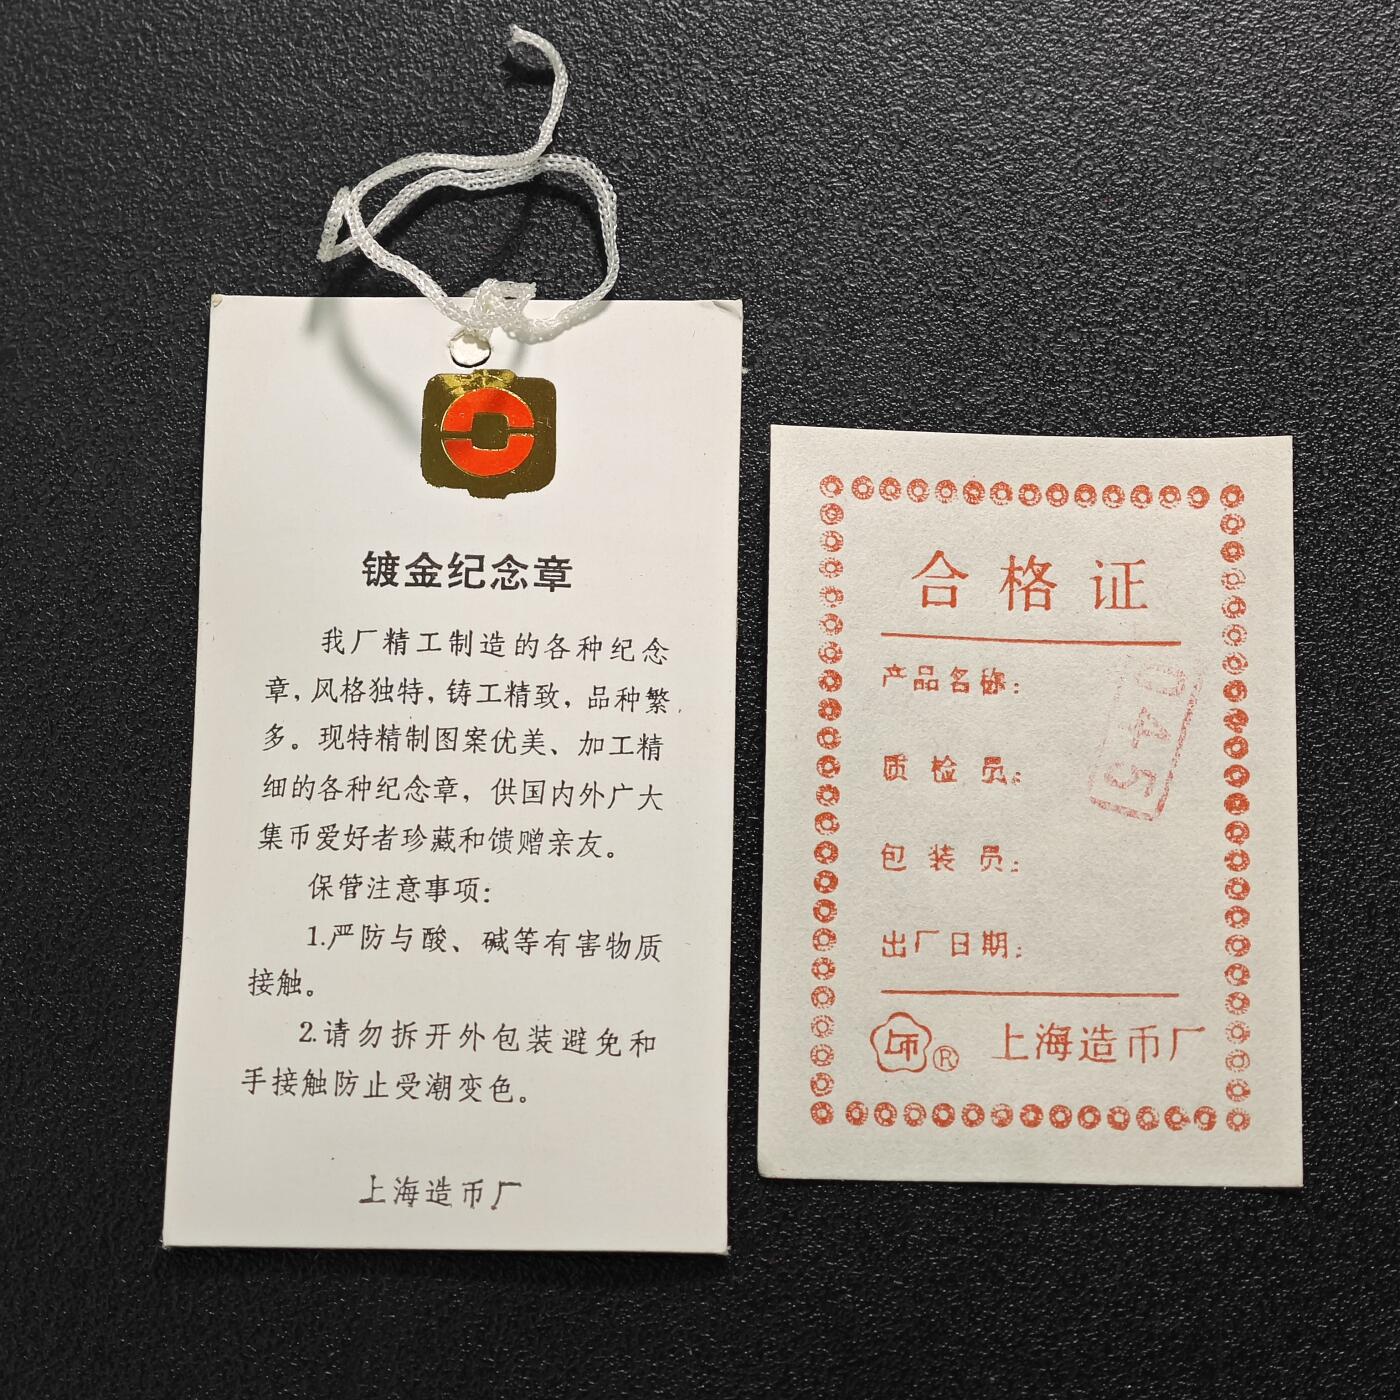 镀金纪念章
我厂精工制造的各种纪念
章,风格独特,铸工精致,品种繁
多。现特精制图案优美、加工精
细的各种纪念章,供国内外广大
集币爱好者珍藏和馈赠亲友。
保管注意事项:
1.严防与酸、碱等有害物质
接触。
2.请勿拆开外包装避免和
手接触防止受潮变色。
上海造币厂
合格证
产品名称:
质检员:
包装员:
出厂日期:
上币® 上海造币厂